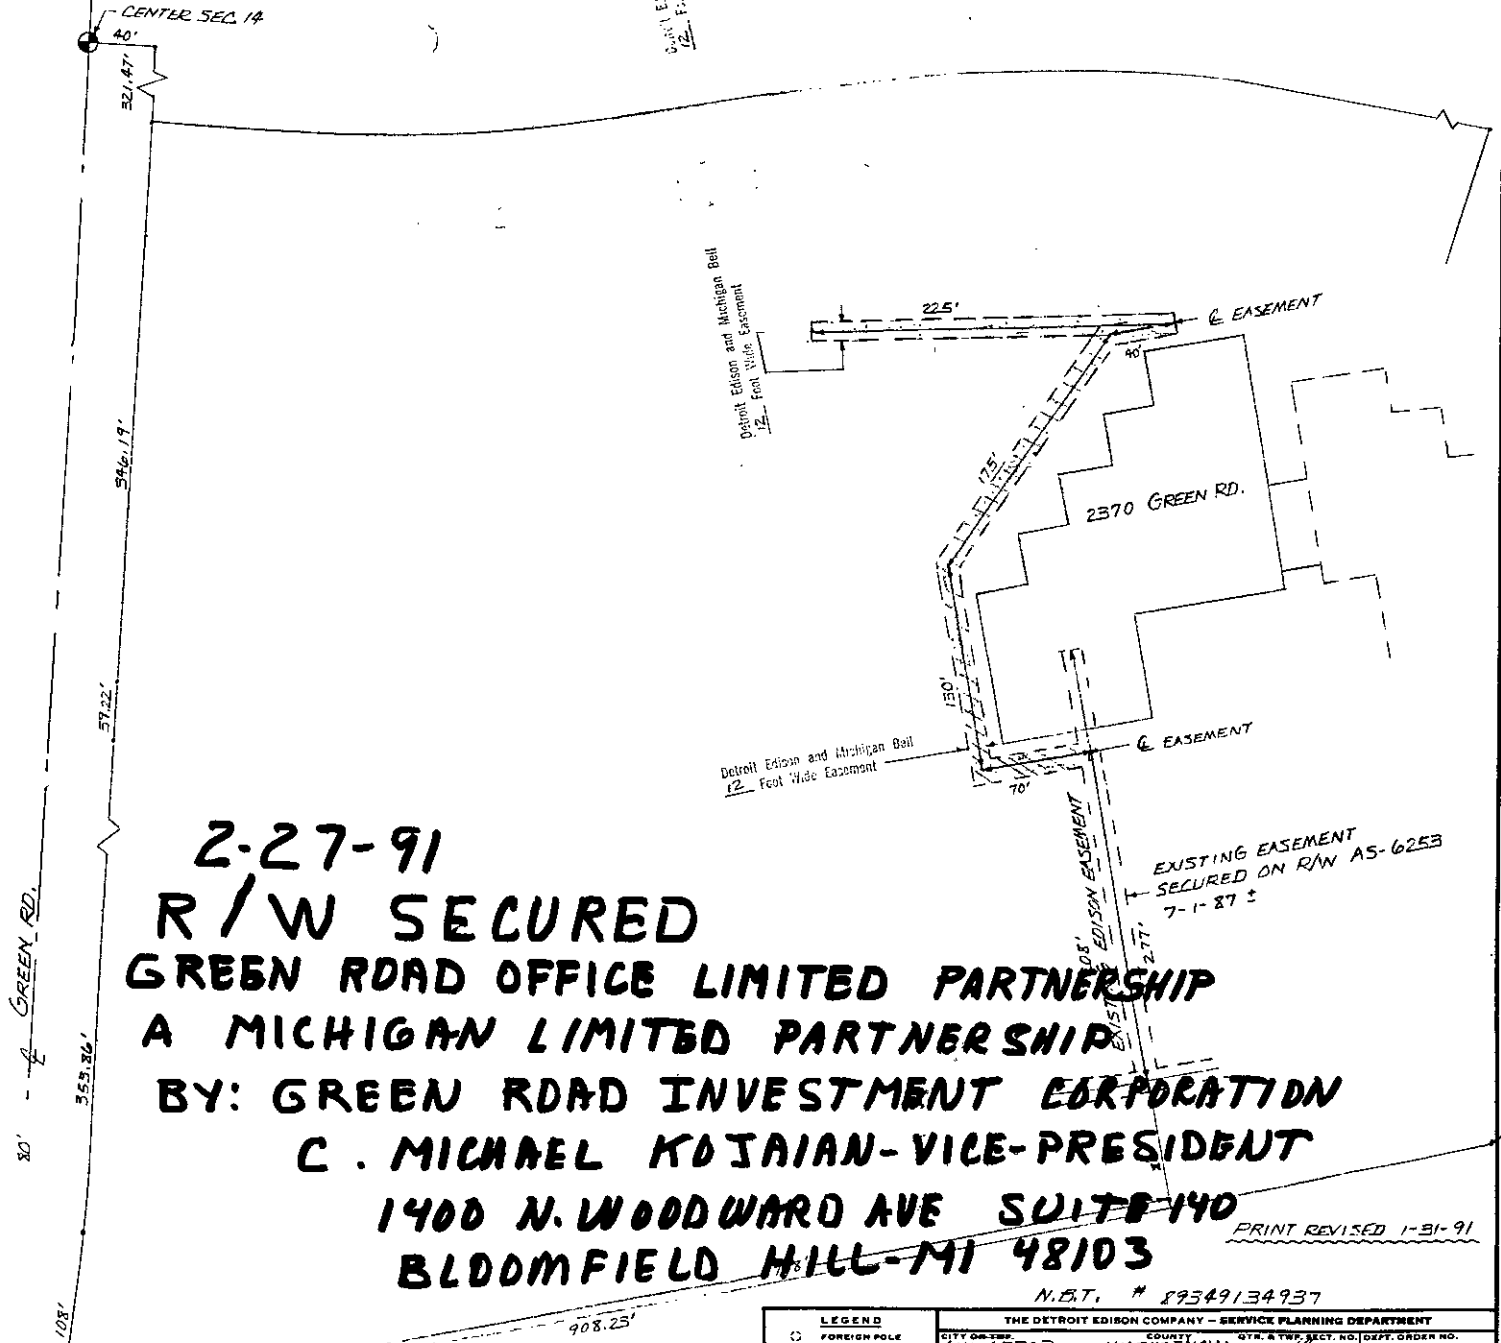 CENTER SEC. 14
40'
12
321.47'
Detroit Edison and Michigan Bell
12 Foot Wide Easement
225'
℄ EASEMENT
40'
346.19'
175'
2370 GREEN RD.
57.22'
130'
℄ EASEMENT
Detroit Edison and Michigan Bell
12 Foot Wide Easement
70'
EXISTING EASEMENT
SECURED ON R/W AS-6253
7-1-87 ±
EDISON EASEMENT
277'
2-27-91
R/W SECURED
GREEN ROAD OFFICE LIMITED PARTNERSHIP
A MICHIGAN LIMITED PARTNERSHIP
BY: GREEN ROAD INVESTMENT CORPORATION
C. MICHAEL KOJAIAN-VICE-PRESIDENT
1400 N. WOODWARD AVE SUITE 140
BLOOMFIELD HILL-MI 48103
℄ GREEN RD.
80'
353.86'
PRINT REVISED 1-31-91
N.B.T. # 89349134937
108'
908.23'
LEGEND
FOREIGN POLE
THE DETROIT EDISON COMPANY - SERVICE PLANNING DEPARTMENT
COUNTY
QTR. & TWP. SECT. NO.
DEPT. ORDER NO.